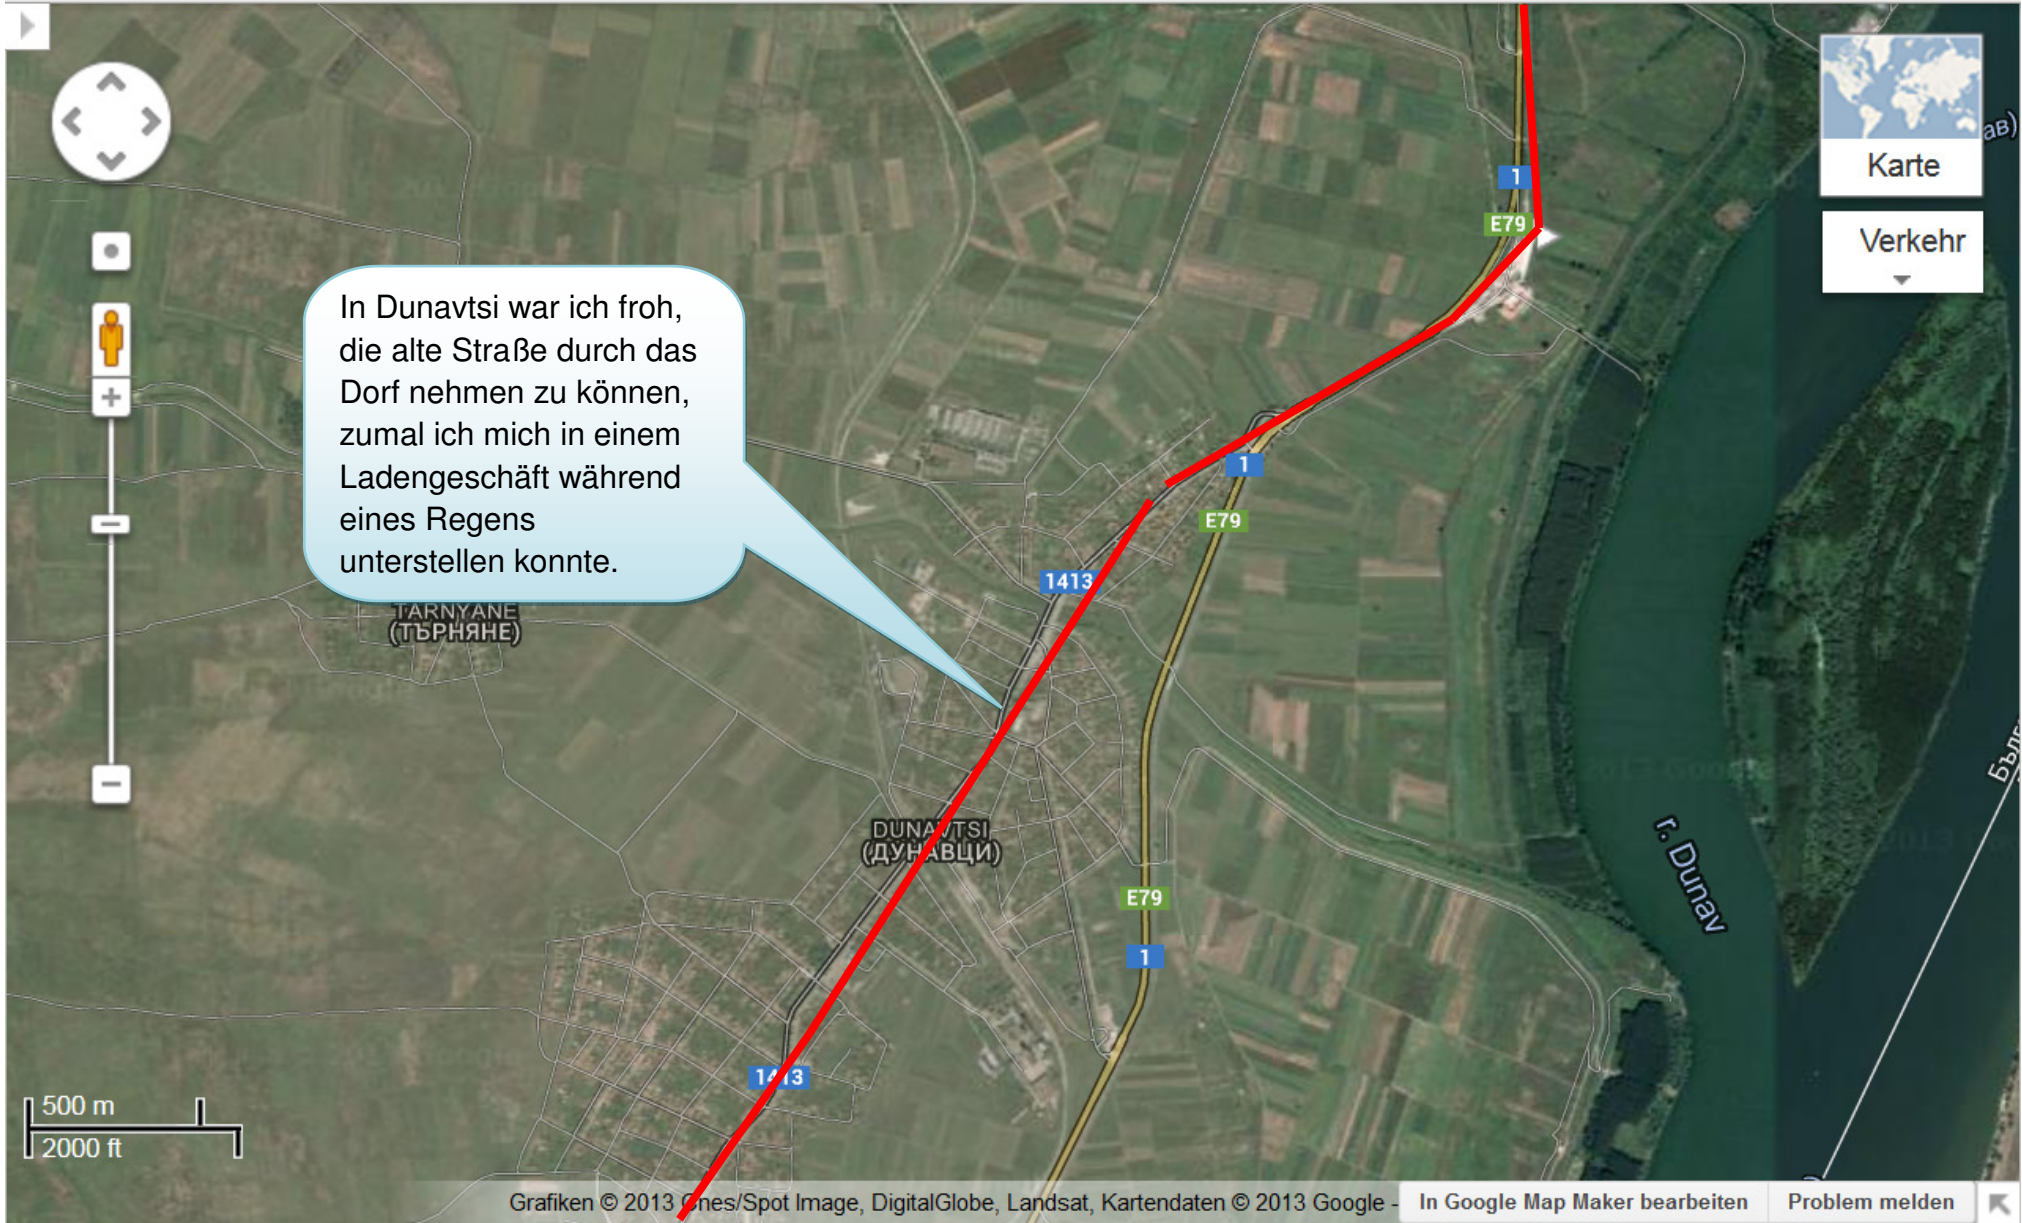 ав)
Karte
1
E79
Verkehr
In Dunavtsi war ich froh,
die alte Straße durch das
Dorf nehmen zu können,
zumal ich mich in einem
Ladengeschäft während
eines Regens
unterstellen konnte.
1
E79
1413
TARNYANE
(ТЪРНЯНЕ)
DUNAVTSI
(ДУНАВЦИ)
r. Dunav
E79
1
1413
500 m
2000 ft
Grafiken © 2013 Cnes/Spot Image, DigitalGlobe, Landsat, Kartendaten © 2013 Google -
In Google Map Maker bearbeiten
Problem melden